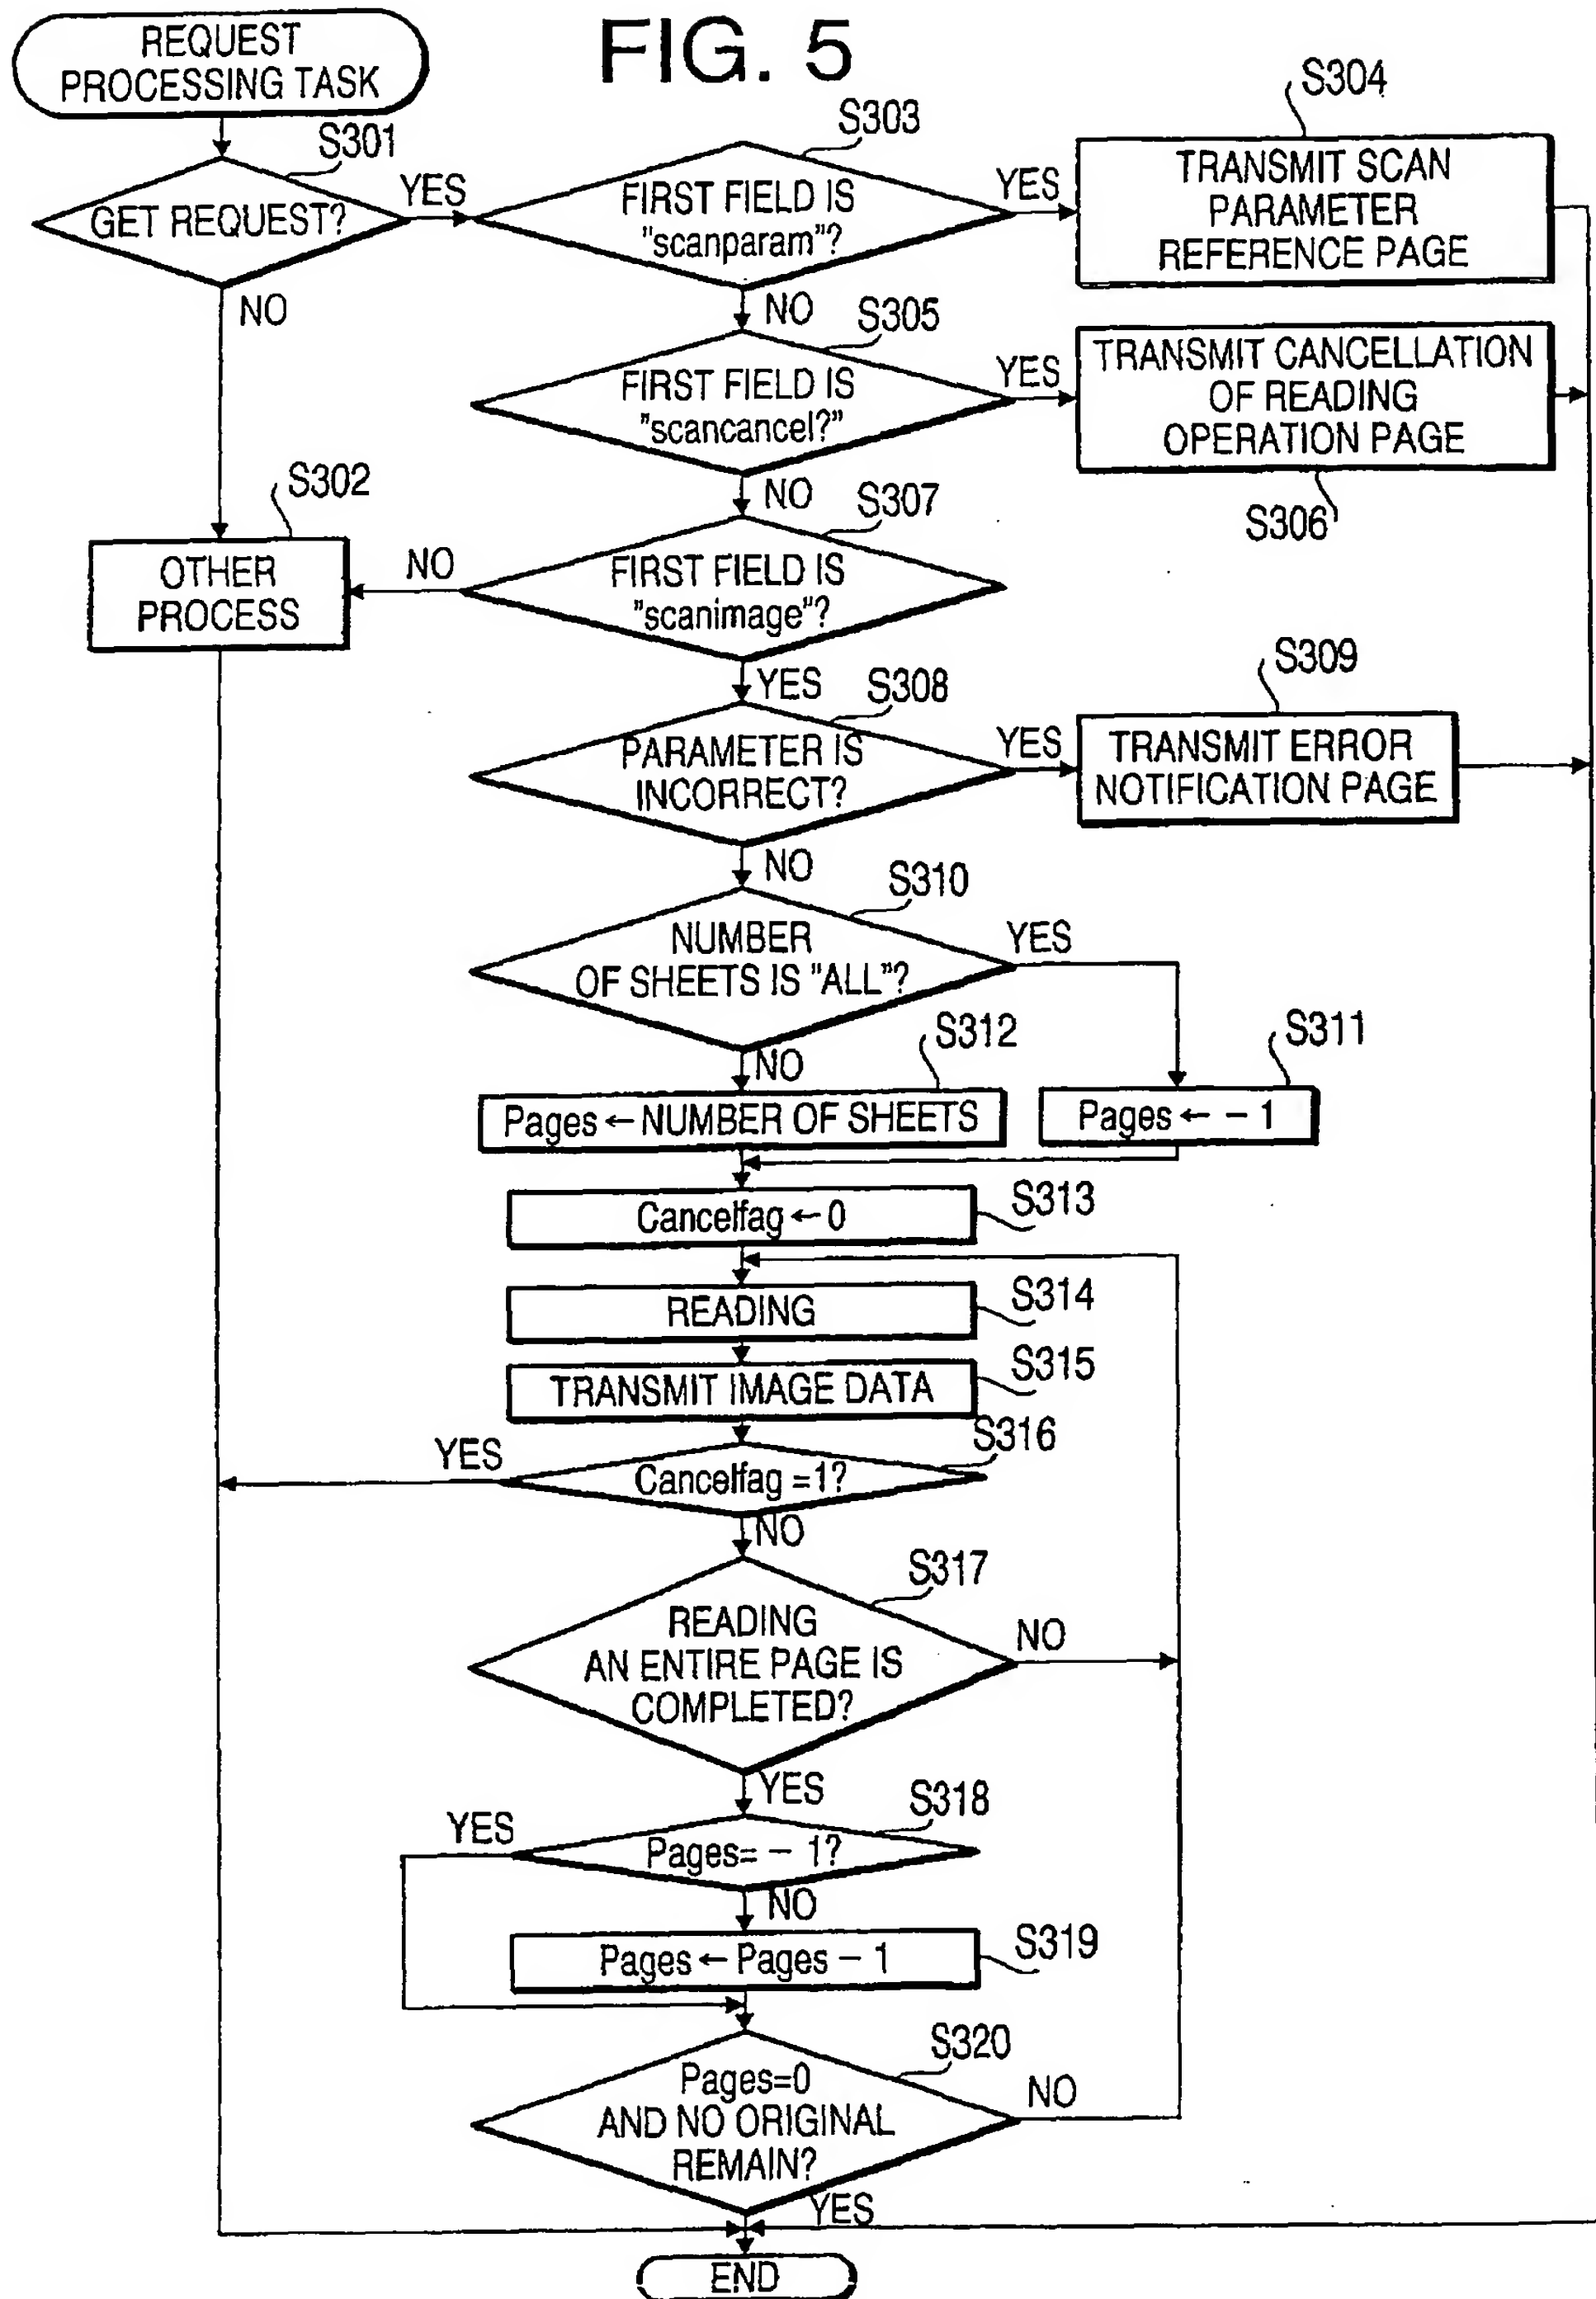 FIG. 5
REQUEST
PROCESSING TASK
S301
GET REQUEST?
YES
NO
S303
FIRST FIELD IS
"scanparam"?
YES
NO
S304
TRANSMIT SCAN
PARAMETER
REFERENCE PAGE
S305
FIRST FIELD IS
"scancancel?"
YES
NO
TRANSMIT CANCELLATION
OF READING
OPERATION PAGE
S306
S302
OTHER
PROCESS
S307
FIRST FIELD IS
"scanimage"?
NO
YES
S308
PARAMETER IS
INCORRECT?
YES
NO
S309
TRANSMIT ERROR
NOTIFICATION PAGE
S310
NUMBER
OF SHEETS IS "ALL"?
YES
NO
S312
Pages ← NUMBER OF SHEETS
S311
Pages ← – 1
Cancelfag ← 0
S313
READING
S314
TRANSMIT IMAGE DATA
S315
S316
Cancelfag =1?
YES
NO
S317
READING
AN ENTIRE PAGE IS
COMPLETED?
NO
YES
S318
Pages= – 1?
YES
NO
Pages ← Pages – 1
S319
S320
Pages=0
AND NO ORIGINAL
REMAIN?
NO
YES
END